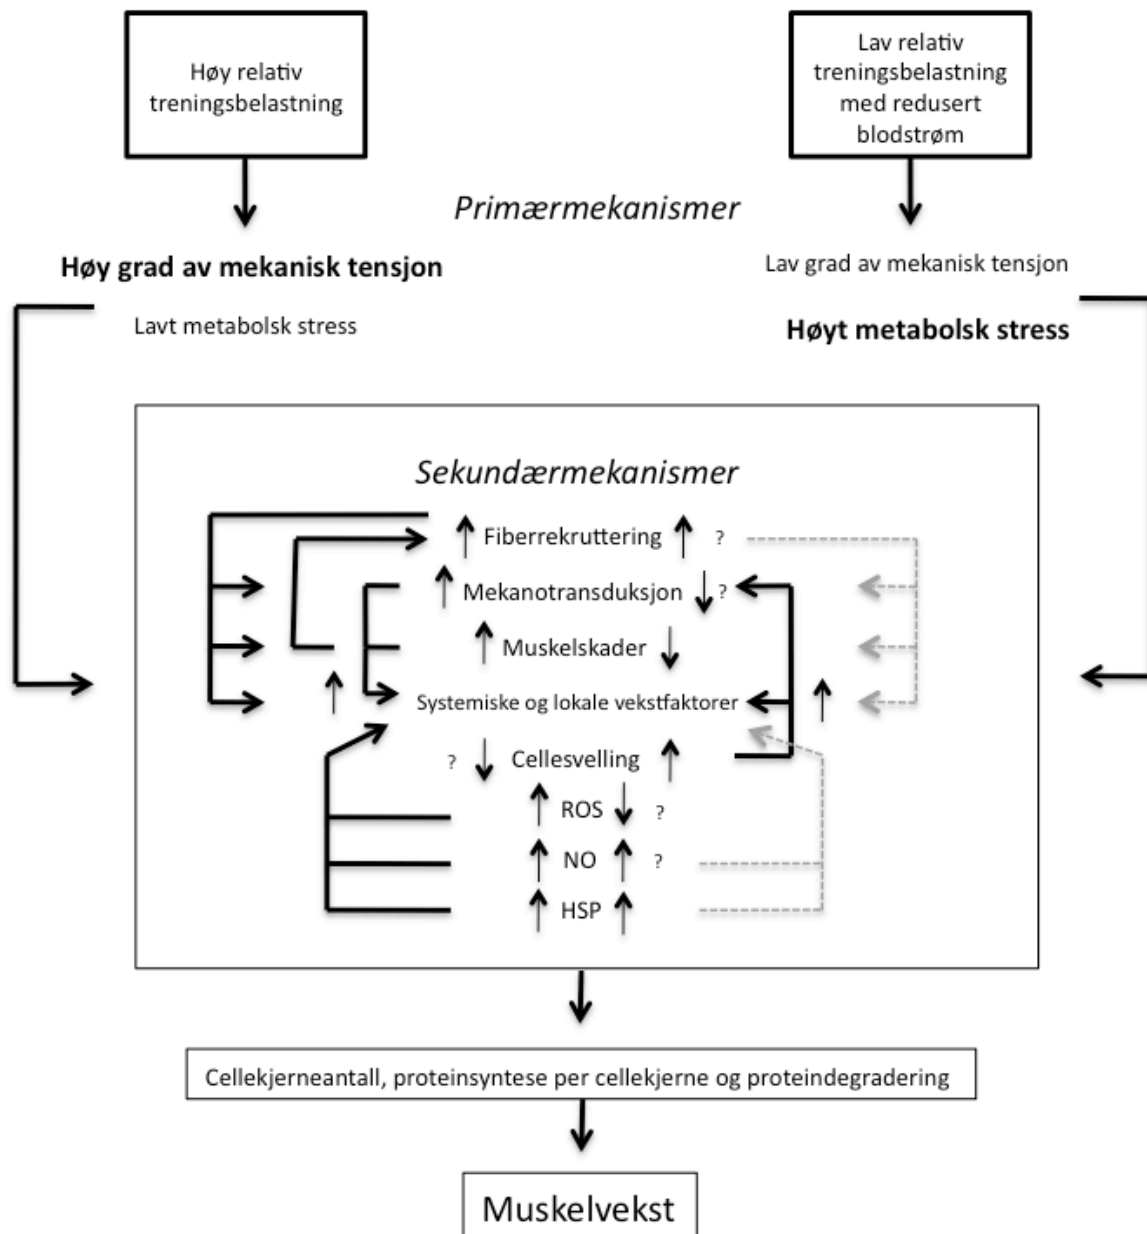 Høy relativ
treningsbelastning
Lav relativ
treningsbelastning
med redusert
blodstrøm
Primærmekanismer
Høy grad av mekanisk tensjon
Lavt metabolsk stress
Lav grad av mekanisk tensjon
Høyt metabolsk stress
Sekundærmekanismer
Fiberrekruttering ?
Mekanotransduksjon ?
Muskelskader
Systemiske og lokale vekstfaktorer
? Cellesvelling
ROS ?
NO ?
HSP
Cellekjerneantall, proteinsyntese per cellekjerne og proteindegradering
Muskelvekst